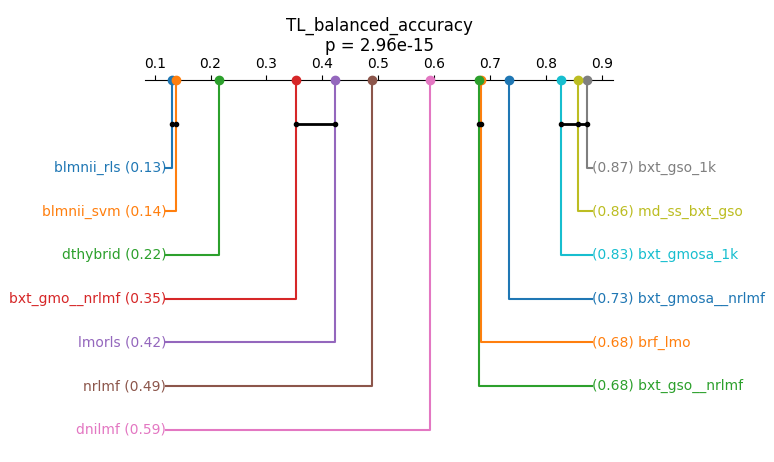 TL_balanced_accuracy
p = 2.96e-15
0.1 0.2 0.3 0.4 0.5 0.6 0.7 0.8 0.9
blmnii_rls (0.13)
(0.87) bxt_gso_1k
blmnii_svm (0.14)
(0.86) md_ss_bxt_gso
dthybrid (0.22)
(0.83) bxt_gmosa_1k
bxt_gmo__nrlmf (0.35)
(0.73) bxt_gmosa__nrlmf
lmorls (0.42)
(0.68) brf_lmo
nrlmf (0.49)
(0.68) bxt_gso__nrlmf
dnilmf (0.59)